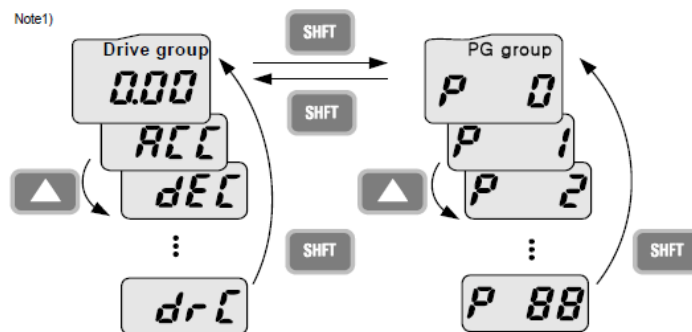 Note1)
SHFT
Drive group
PG group
0.00
P 0
SHFT
ACC
P 1
dEC
P 2
SHFT
SHFT
drC
P 88